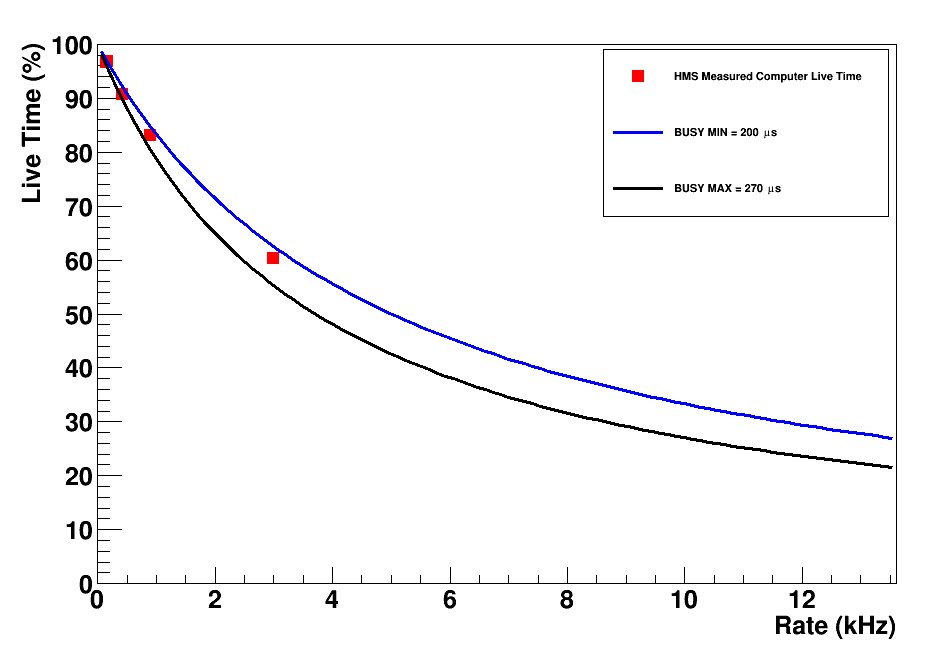 Live Time (%)
100
90
80
70
60
50
40
30
20
10
0
0 2 4 6 8 10 12
Rate (kHz)
HMS Measured Computer Live Time
BUSY MIN = 200 μs
BUSY MAX = 270 μs